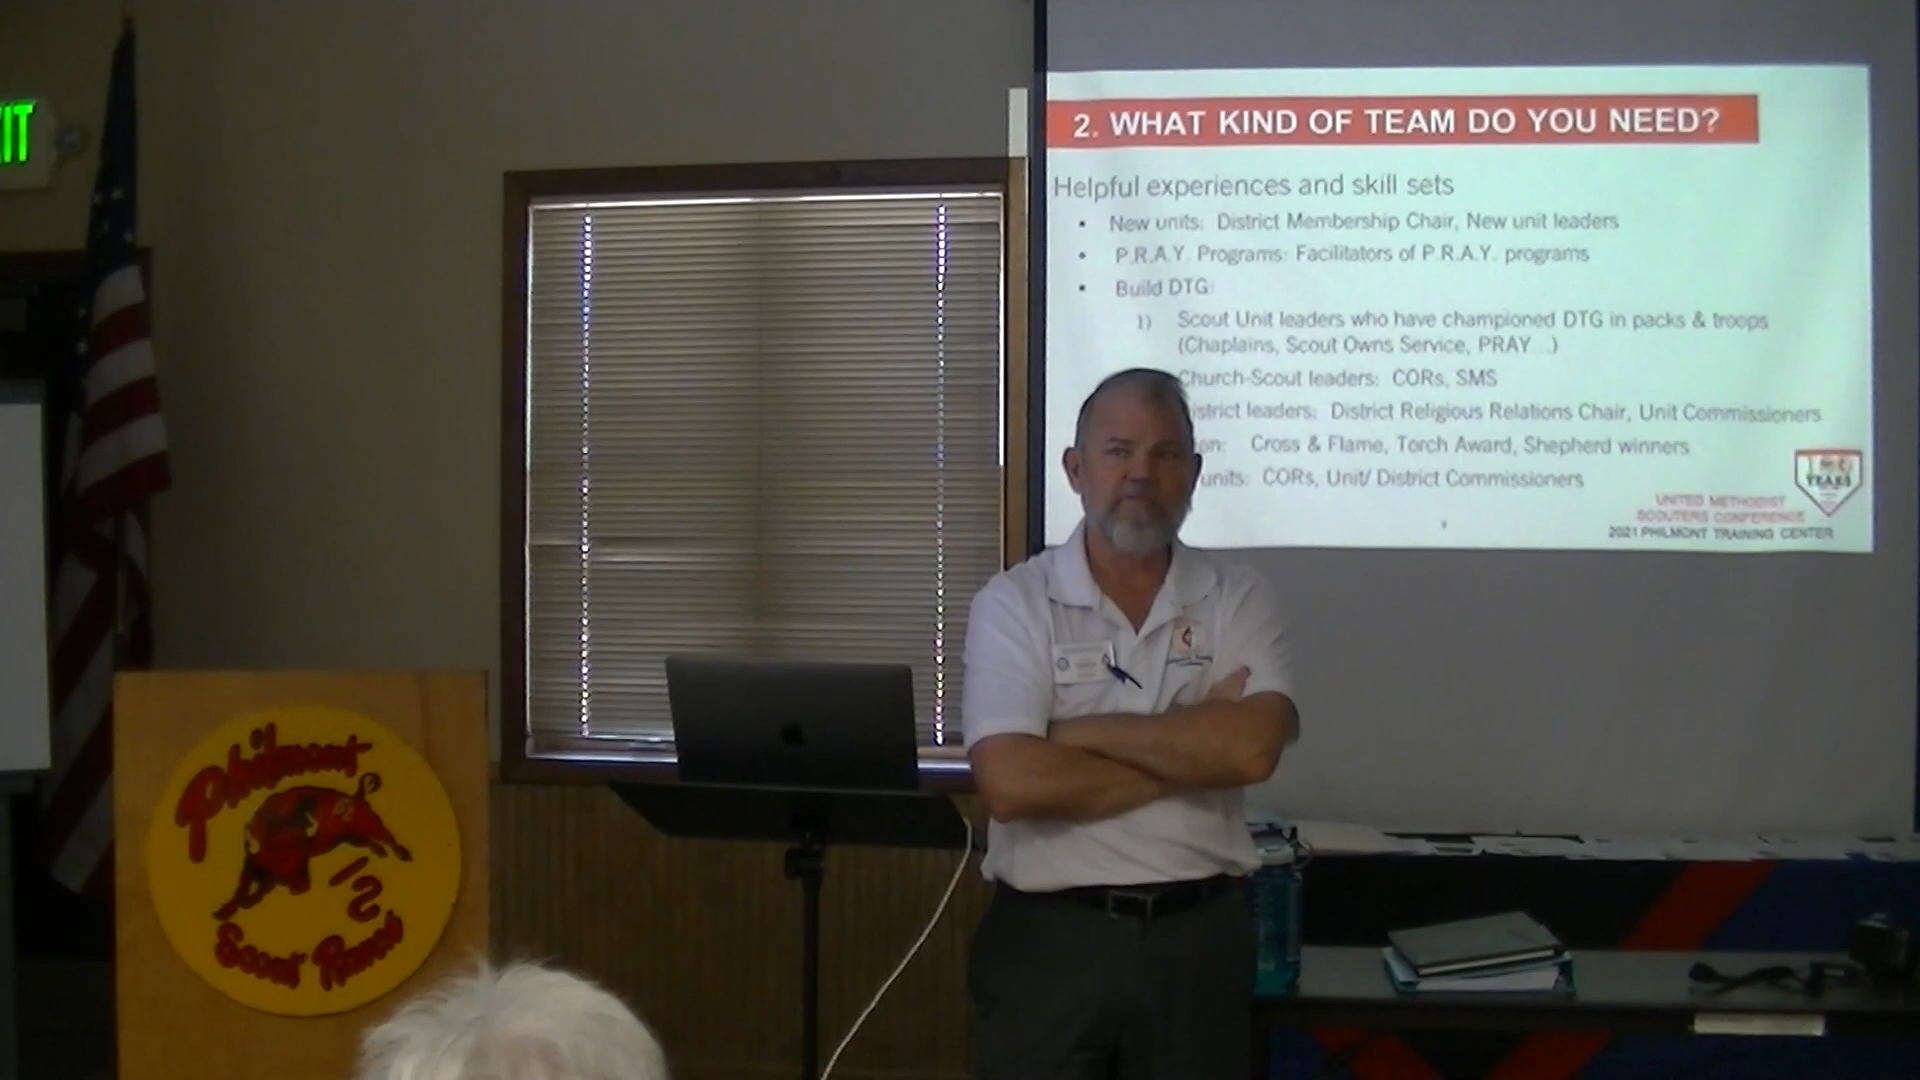 IT
2. WHAT KIND OF TEAM DO YOU NEED?
Helpful experiences and skill sets
• New units: District Membership Chair, New unit leaders
• P.R.A.Y. Programs: Facilitators of P.R.A.Y. programs
• Build DTG:
1) Scout Unit leaders who have championed DTG in packs & troops
(Chaplains, Scout Owns Service, PRAY...)
Church-Scout leaders: CORs, SMS
istrict leaders: District Religious Relations Chair, Unit Commissioners
on: Cross & Flame, Torch Award, Shepherd winners
units: CORs, Unit/ District Commissioners
YEARS
UNITED METHODIST
SCOUTERS CONFERENCE
2021 PHILMONT TRAINING CENTER
Philmont
Scout Ranch